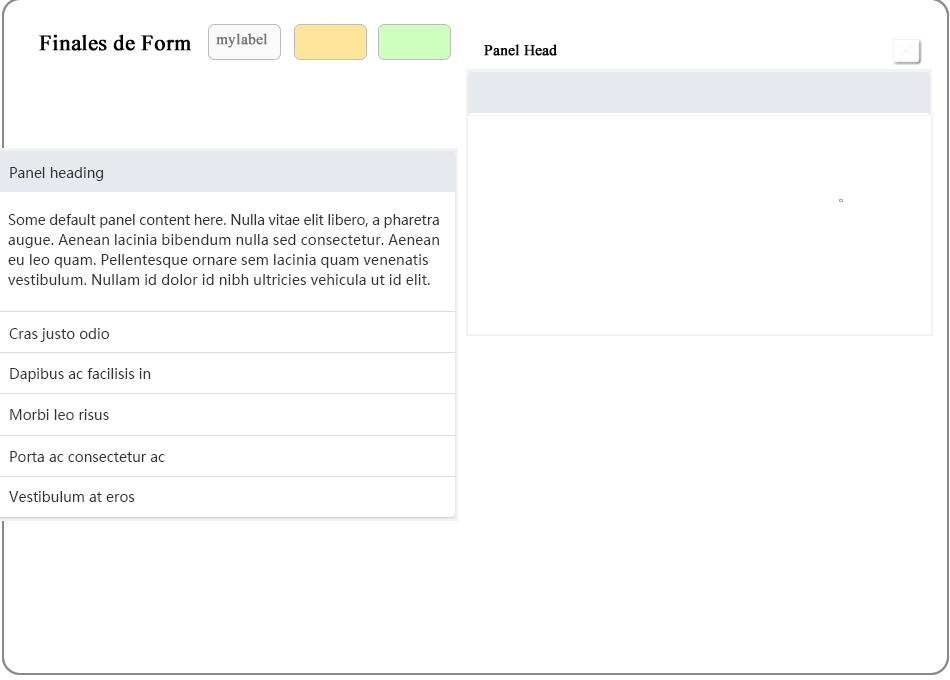 Finales de Form
mylabel
Panel Head
Panel heading
Some default panel content here. Nulla vitae elit libero, a pharetra
augue. Aenean lacinia bibendum nulla sed consectetur. Aenean
eu leo quam. Pellentesque ornare sem lacinia quam venenatis
vestibulum. Nullam id dolor id nibh ultricies vehicula ut id elit.
Cras justo odio
Dapibus ac facilisis in
Morbi leo risus
Porta ac consectetur ac
Vestibulum at eros